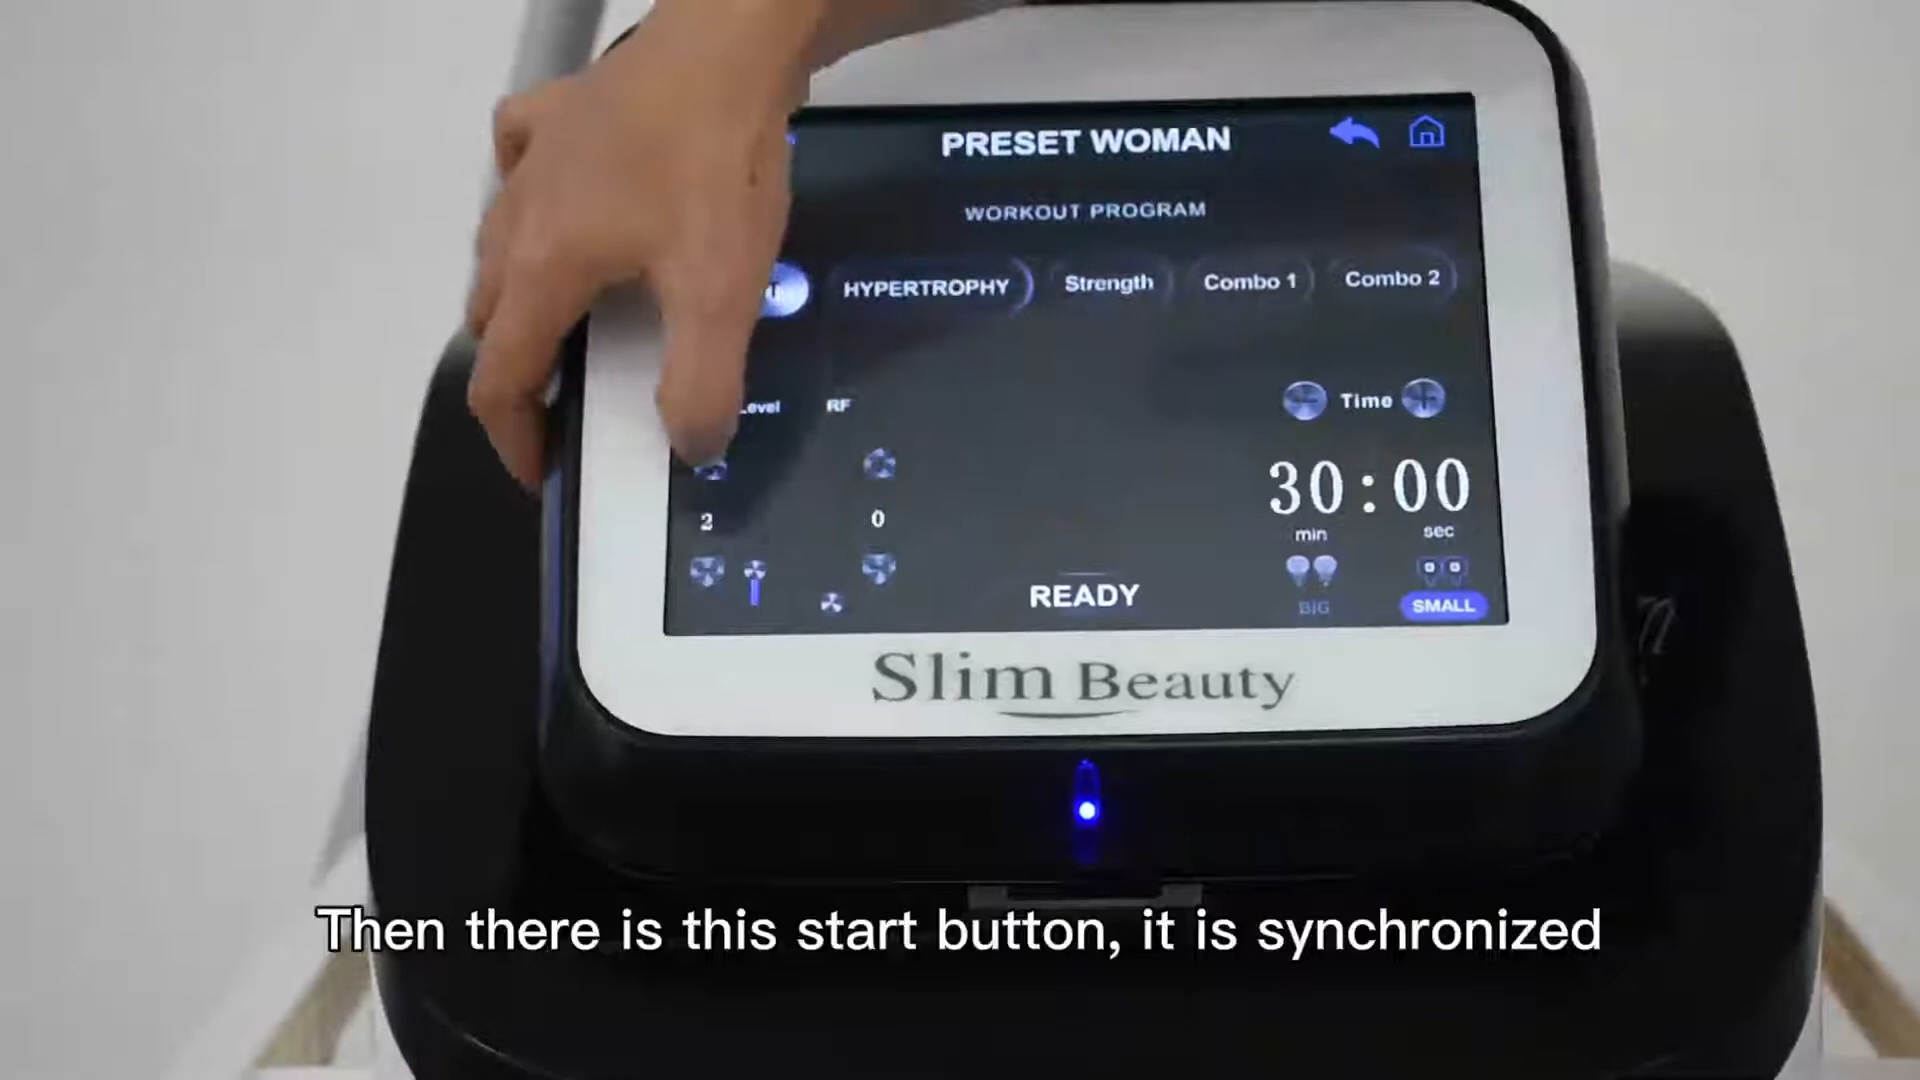 PRESET WOMAN
WORKOUT PROGRAM
HYPERTROPHY Strength Combo 1 Combo 2
Level RF Time
30:00
2 0 min sec
READY BIG SMALL
Slim Beauty
Then there is this start button, it is synchronized